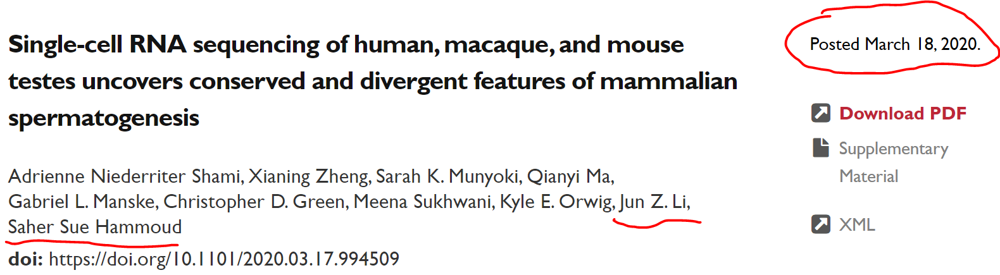 Single-cell RNA sequencing of human, macaque, and mouse
testes uncovers conserved and divergent features of mammalian
spermatogenesis
Adrienne Niederriter Shami, Xianing Zheng, Sarah K. Munyoki, Qianyi Ma,
Gabriel L. Manske, Christopher D. Green, Meena Sukhwani, Kyle E. Orwig, Jun Z. Li,
Saher Sue Hammoud
doi: https://doi.org/10.1101/2020.03.17.994509
Posted March 18, 2020.
Download PDF
Supplementary
Material
XML